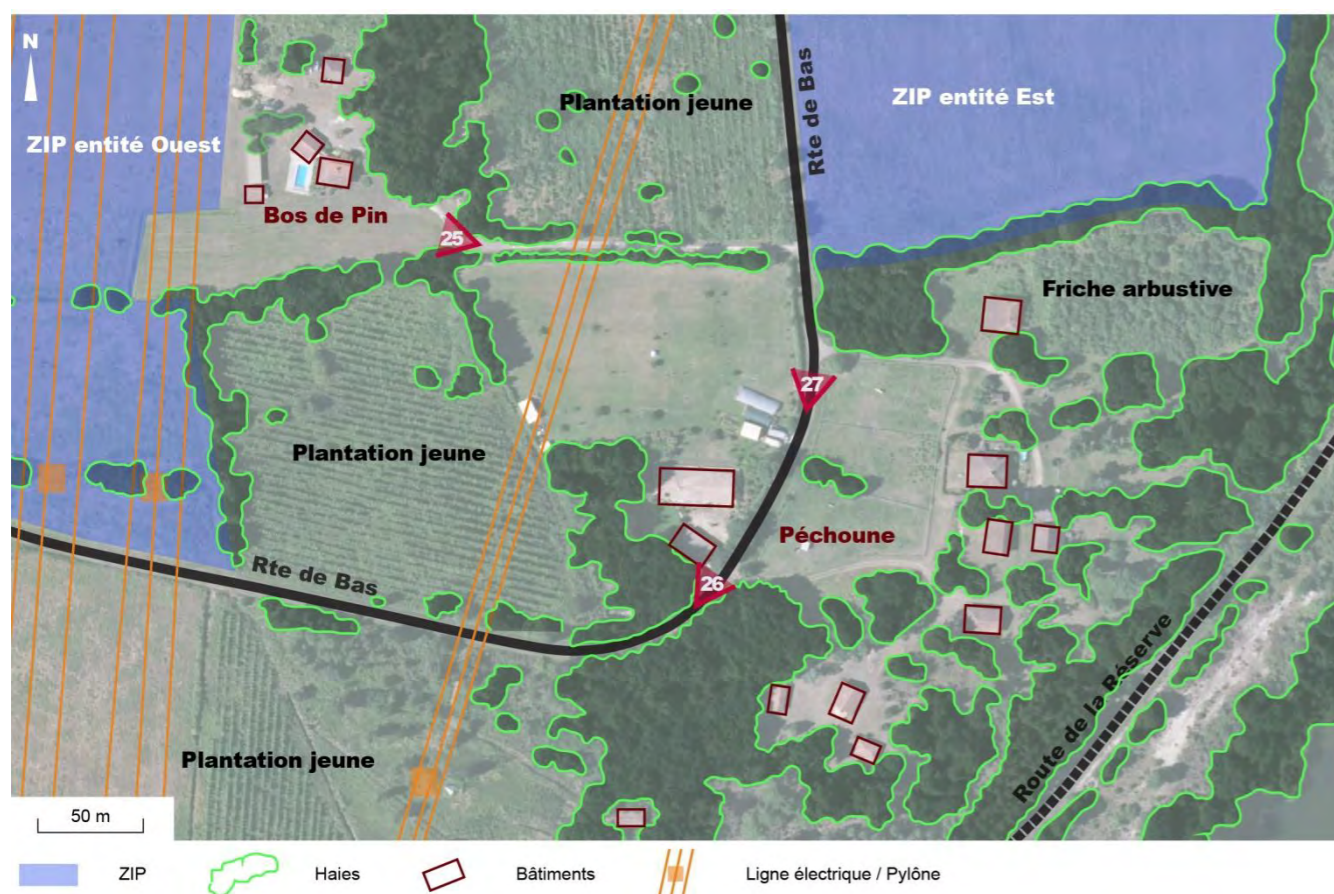 N
Plantation jeune
Rte de Bas
ZIP entité Est
ZIP entité Ouest
Bos de Pin
25
Friche arbustive
27
Plantation jeune
Péchoune
26
Rte de Bas
Route de la Réserve
Plantation jeune
50 m
ZIP
Haies
Bâtiments
Ligne électrique / Pylône